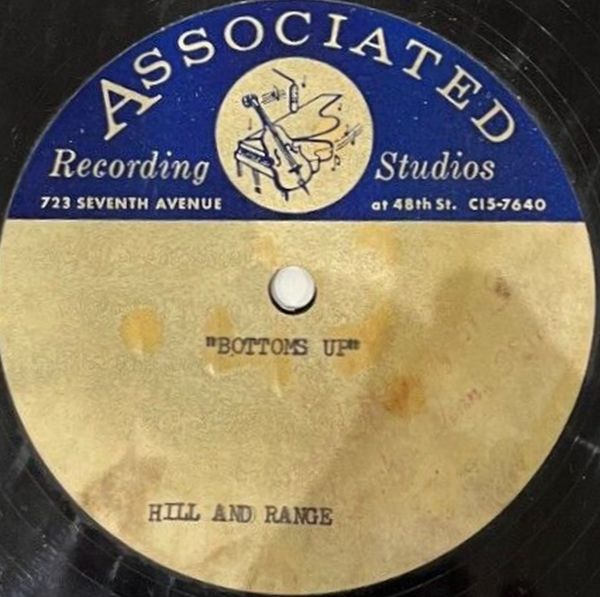 ASSOCIATED
Recording Studios
723 SEVENTH AVENUE at 48th St. CI5-7640
"BOTTOMS UP"
HILL AND RANGE